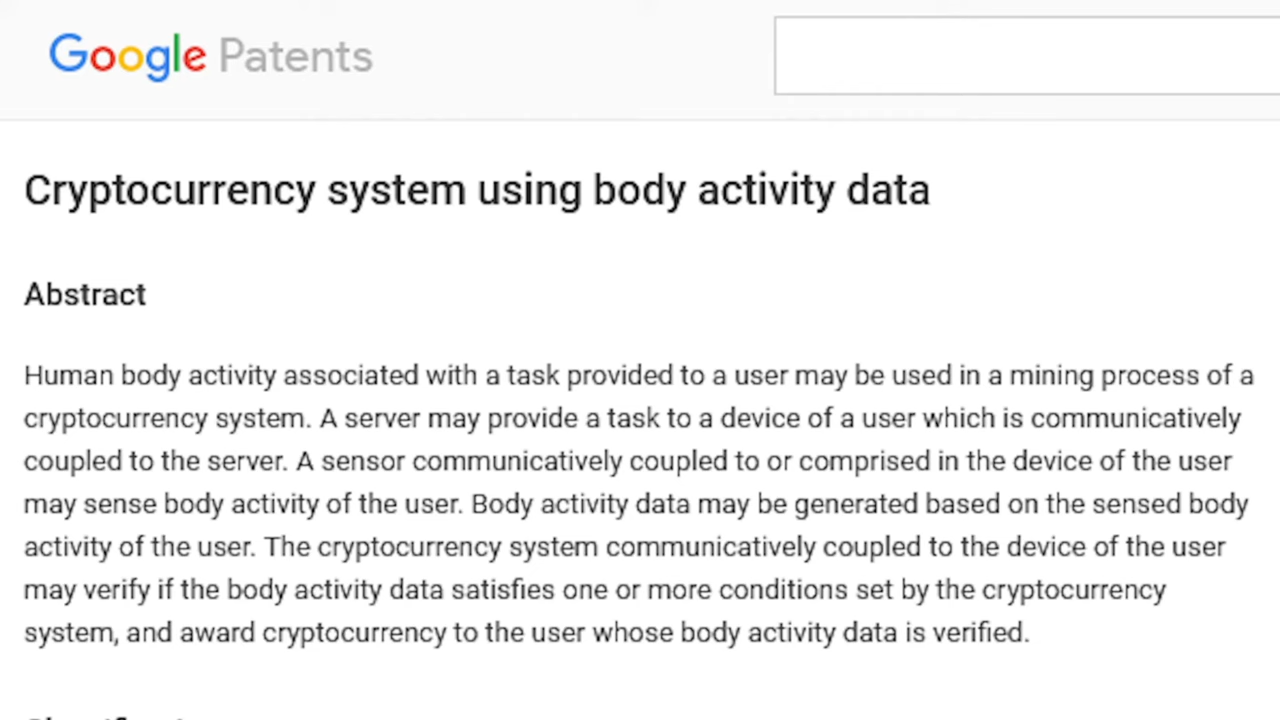 Google Patents
Cryptocurrency system using body activity data
Abstract
Human body activity associated with a task provided to a user may be used in a mining process of a
cryptocurrency system. A server may provide a task to a device of a user which is communicatively
coupled to the server. A sensor communicatively coupled to or comprised in the device of the user
may sense body activity of the user. Body activity data may be generated based on the sensed body
activity of the user. The cryptocurrency system communicatively coupled to the device of the user
may verify if the body activity data satisfies one or more conditions set by the cryptocurrency
system, and award cryptocurrency to the user whose body activity data is verified.